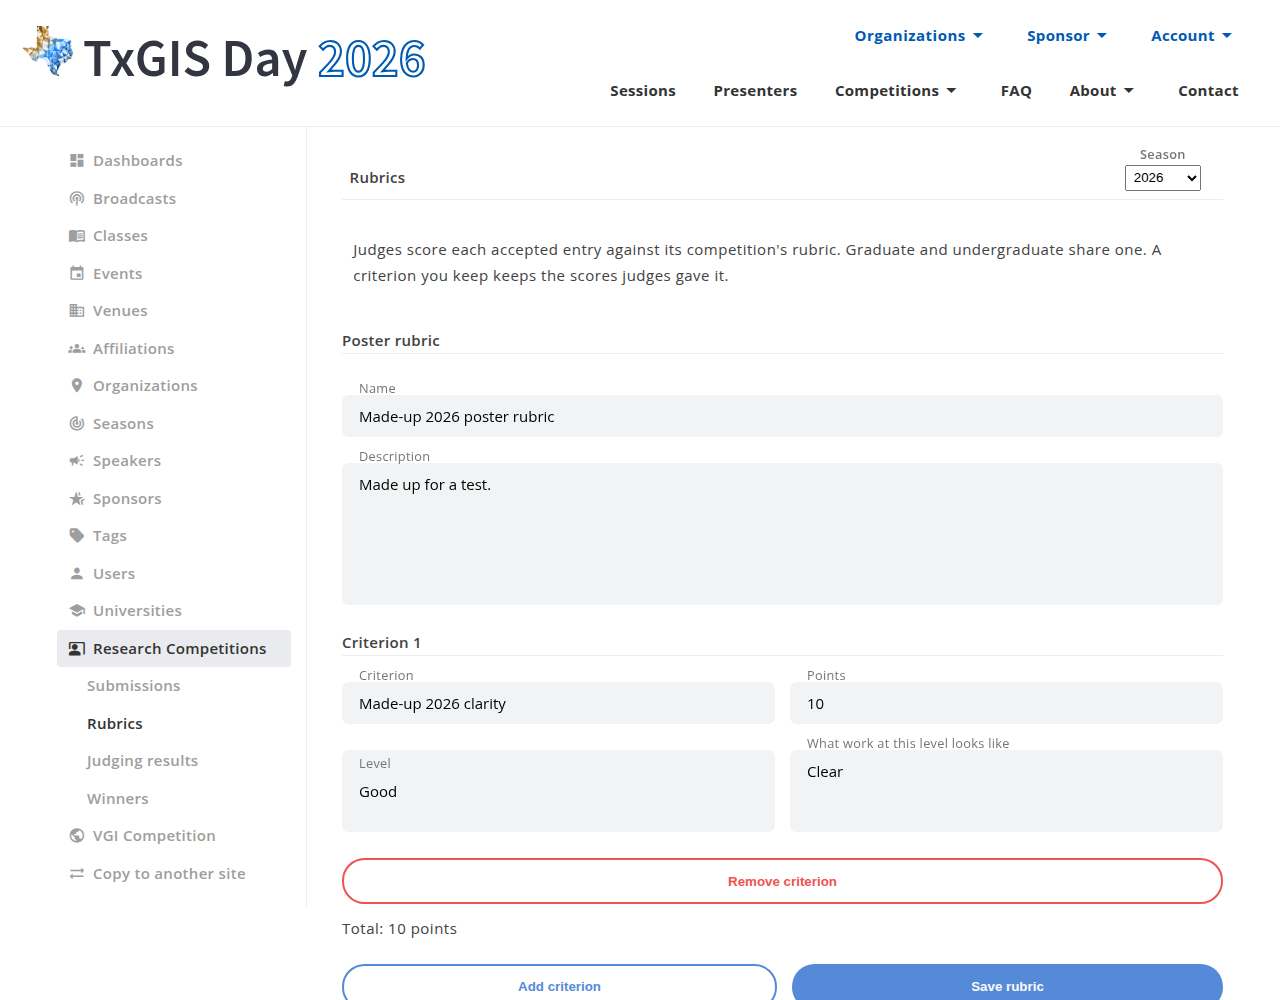 TxGIS Day 2026
Organizations
Sponsor
Account
Sessions
Presenters
Competitions
FAQ
About
Contact
Dashboards
Broadcasts
Classes
Events
Venues
Affiliations
Organizations
Seasons
Speakers
Sponsors
Tags
Users
Universities
Research Competitions
Submissions
Rubrics
Judging results
Winners
VGI Competition
Copy to another site
Rubrics
Season
2026
Judges score each accepted entry against its competition's rubric. Graduate and undergraduate share one. A
criterion you keep keeps the scores judges gave it.
Poster rubric
Name
Made-up 2026 poster rubric
Description
Made up for a test.
Criterion 1
Criterion
Made-up 2026 clarity
Points
10
Level
Good
What work at this level looks like
Clear
Remove criterion
Total: 10 points
Add criterion
Save rubric